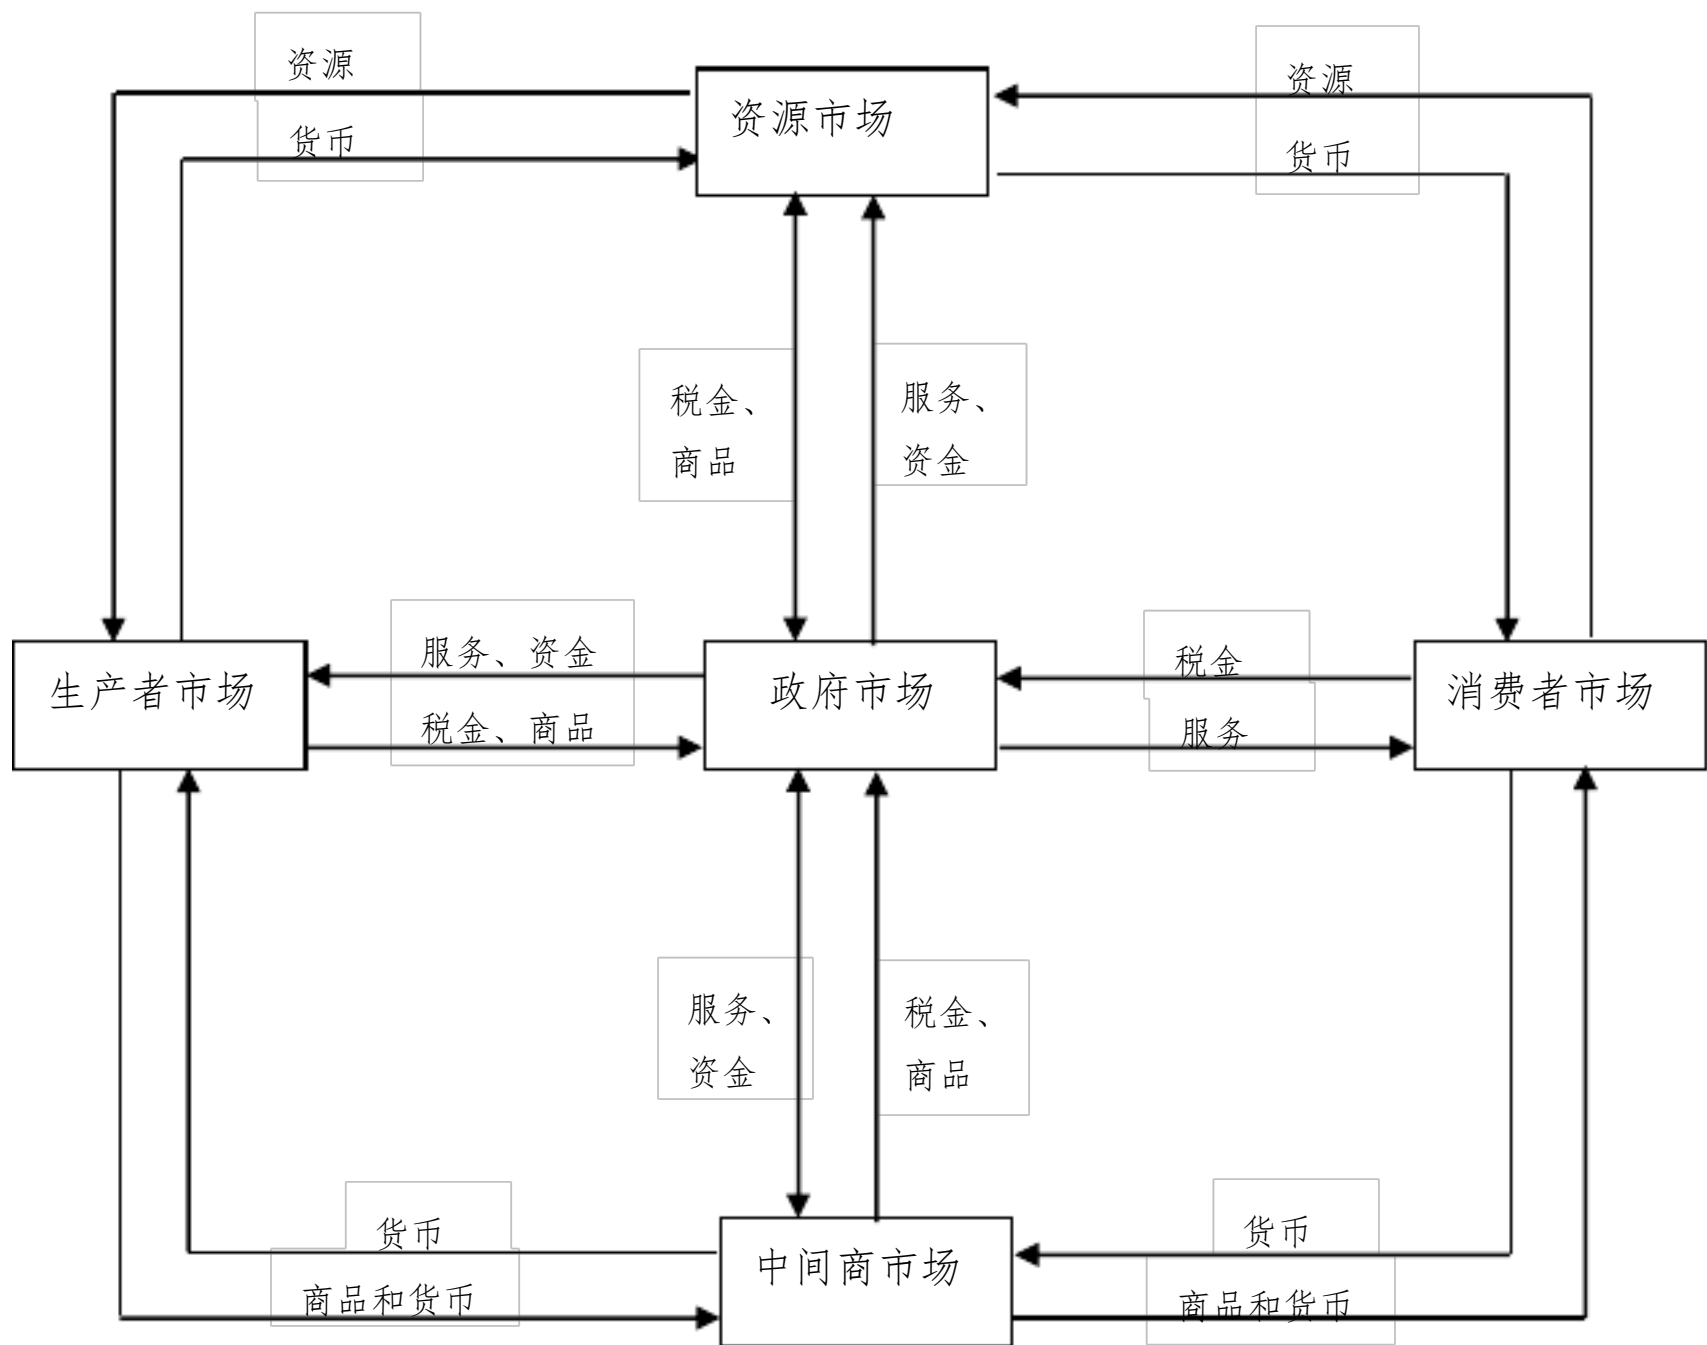 资源
资源市场
资源
货币
货币
税金、
商品
服务、
资金
服务、资金
税金
生产者市场
政府市场
消费者市场
税金、商品
服务
服务、
资金
税金、
商品
货币
货币
中间商市场
商品和货币
商品和货币